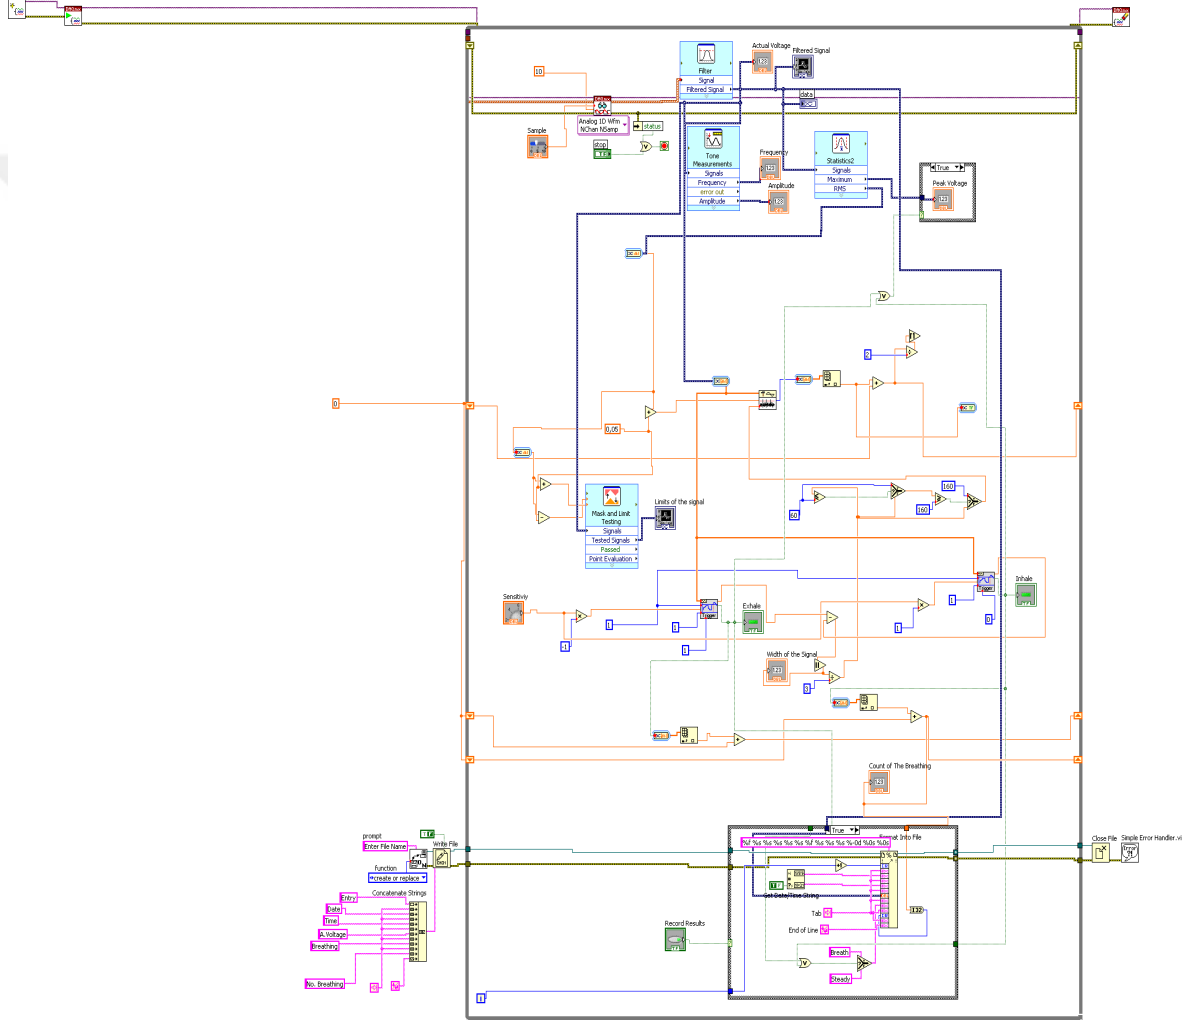 Actual Voltage
Filtered Signal
Filter
Signal
Filtered Signal
10
data
Analog 1D Wfm
NChan NSamp
status
Sample
stop
Tone
Measurements
Signals
Frequency
error out
Amplitude
Frequency
Amplitude
Statistics2
Signals
Maximum
RMS
True
Peak Voltage
2
0
0,05
Mask and Limit
Testing
Signals
Tested Signals
Passed
Point Evaluation
Limits of the signal
60
160
160
Sensitiviy
-1
1
1
1
Exhale
1
1
0
Inhale
Width of the Signal
3
Count of The Breathing
True
Format Into File
%f %s %s %s %s %f %s %s %s %-0d %0s %0s
Get Date/Time String
Tab
End of Line
Breath
Steady
I32
Record Results
i
prompt
Enter File Name
Write File
function
create or replace
Concatenate Strings
Entry
Date
Time
A.Voltage
Breathing
No. Breathing
Close File
Simple Error Handler.vi